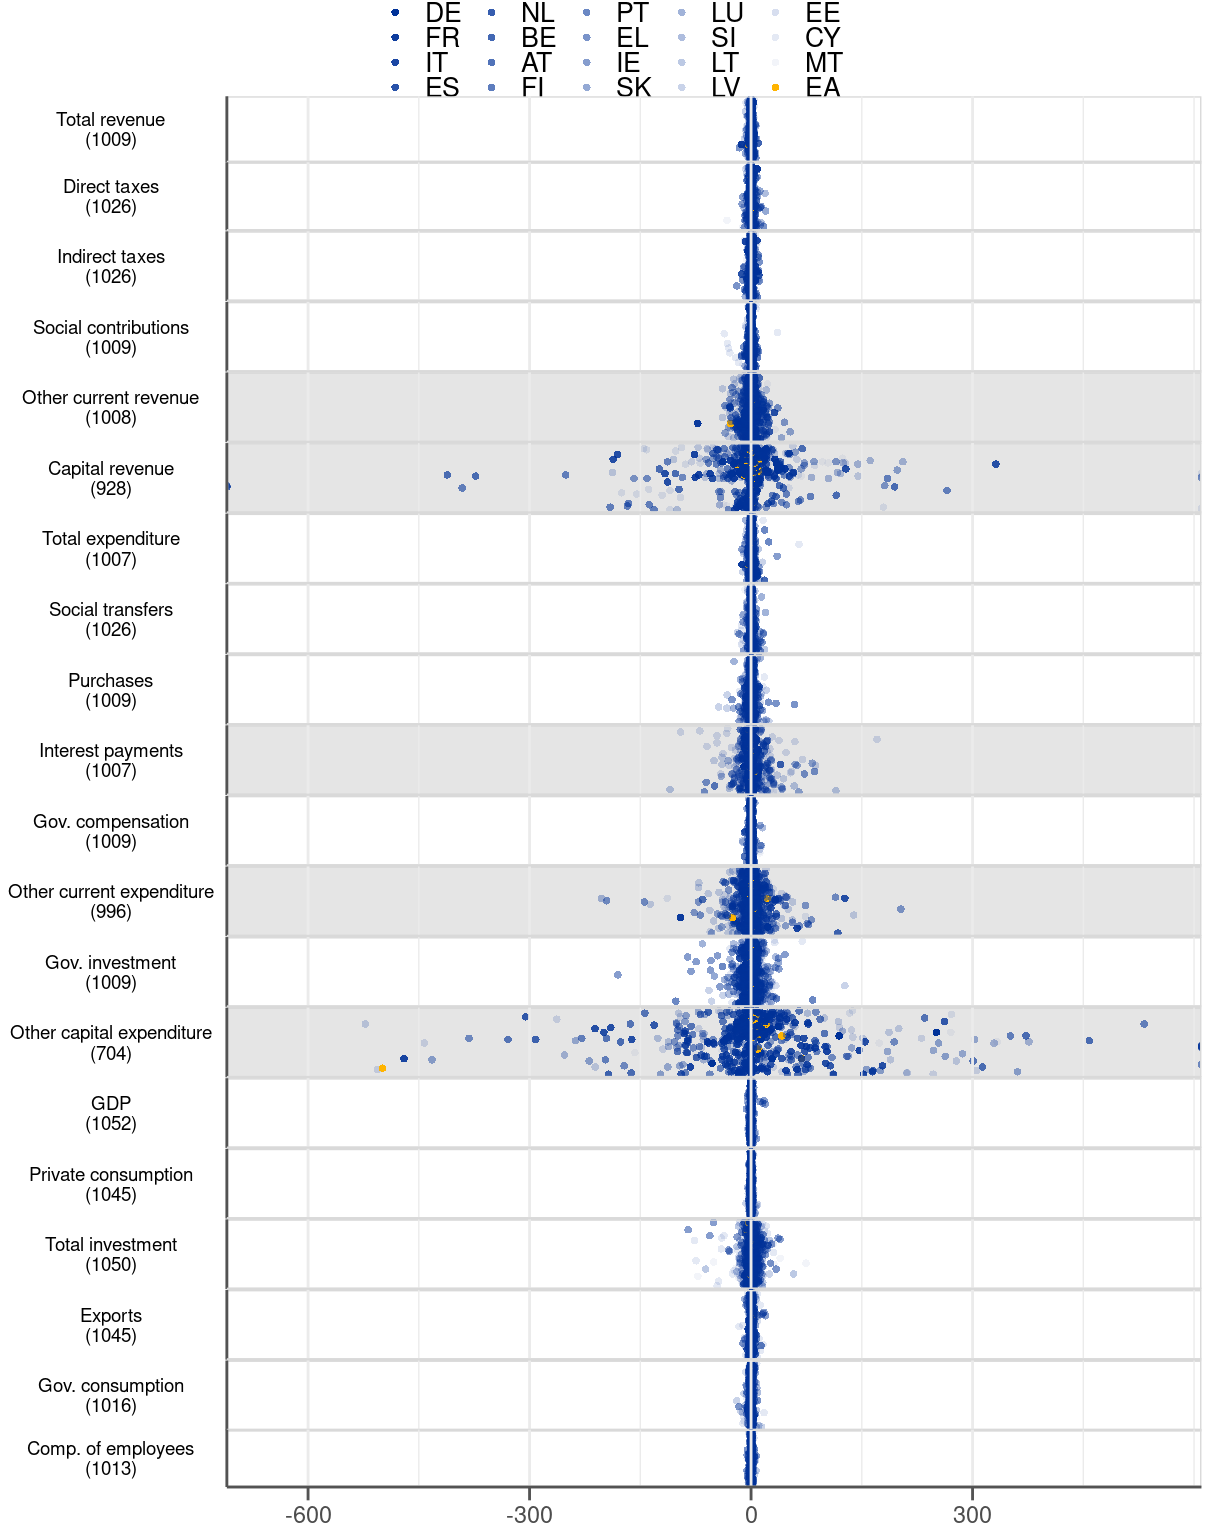 DE NL PT LU EE
FR BE EL SI CY
IT AT IE LT MT
ES FI SK LV EA
Total revenue
(1009)
Direct taxes
(1026)
Indirect taxes
(1026)
Social contributions
(1009)
Other current revenue
(1008)
Capital revenue
(928)
Total expenditure
(1007)
Social transfers
(1026)
Purchases
(1009)
Interest payments
(1007)
Gov. compensation
(1009)
Other current expenditure
(996)
Gov. investment
(1009)
Other capital expenditure
(704)
GDP
(1052)
Private consumption
(1045)
Total investment
(1050)
Exports
(1045)
Gov. consumption
(1016)
Comp. of employees
(1013)
-600 -300 0 300